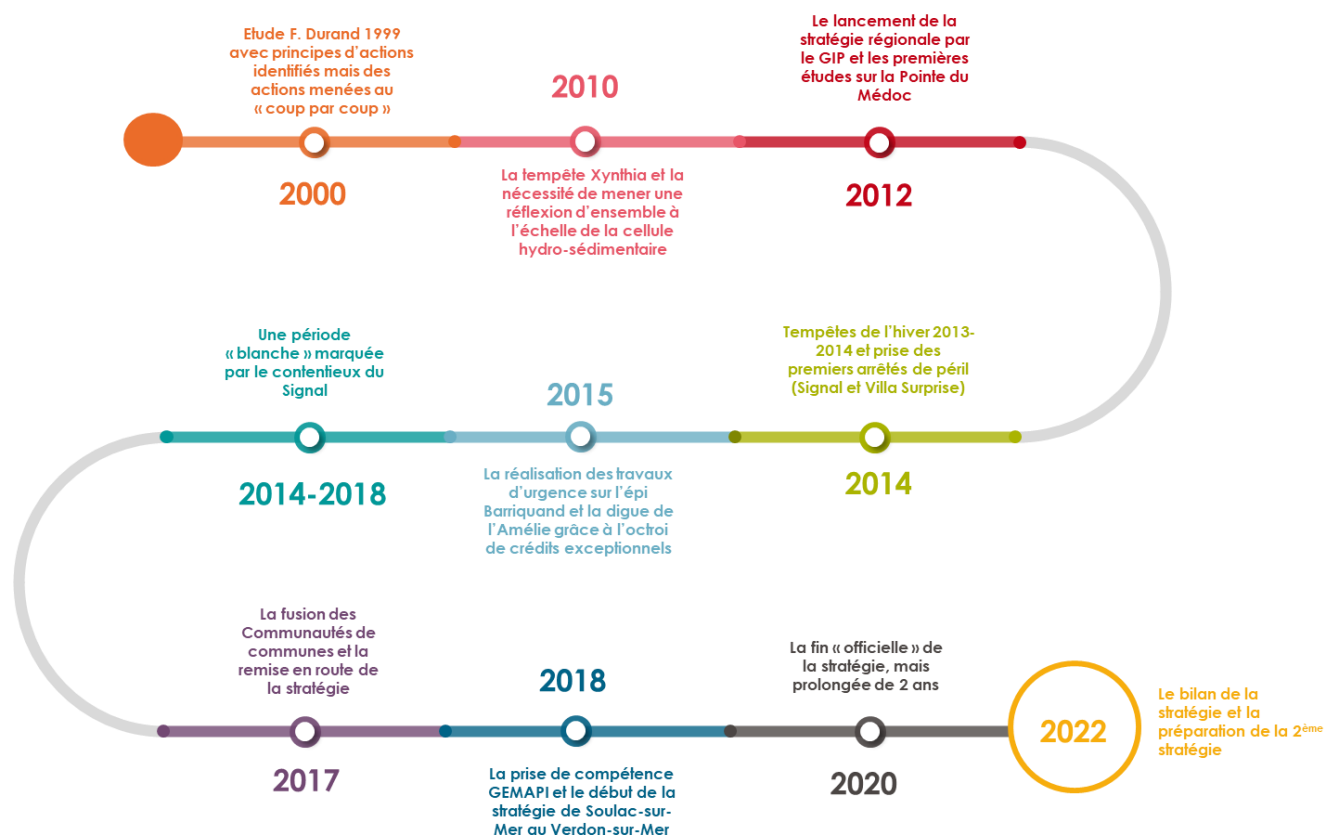 Etude F. Durand 1999
avec principes d’actions
identifiés mais des
actions menées au
« coup par coup »
2000
2010
La tempête Xynthia et la
nécessité de mener une
réflexion d’ensemble à
l’échelle de la cellule
hydro-sédimentaire
Le lancement de la
stratégie régionale par
le GIP et les premières
études sur la Pointe du
Médoc
2012
Tempêtes de l’hiver 2013-
2014 et prise des
premiers arrêtés de péril
(Signal et Villa Surprise)
2014
2015
La réalisation des travaux
d’urgence sur l’épi
Barriquand et la digue de
l’Amélie grâce à l’octroi
de crédits exceptionnels
Une période
« blanche » marquée
par le contentieux du
Signal
2014-2018
La fusion des
Communautés de
communes et la
remise en route de
la stratégie
2017
2018
La prise de compétence
GEMAPI et le début de la
stratégie de Soulac-sur-
Mer au Verdon-sur-Mer
La fin « officielle » de
la stratégie, mais
prolongée de 2 ans
2020
2022
Le bilan de la
stratégie et la
préparation de la 2ème
stratégie